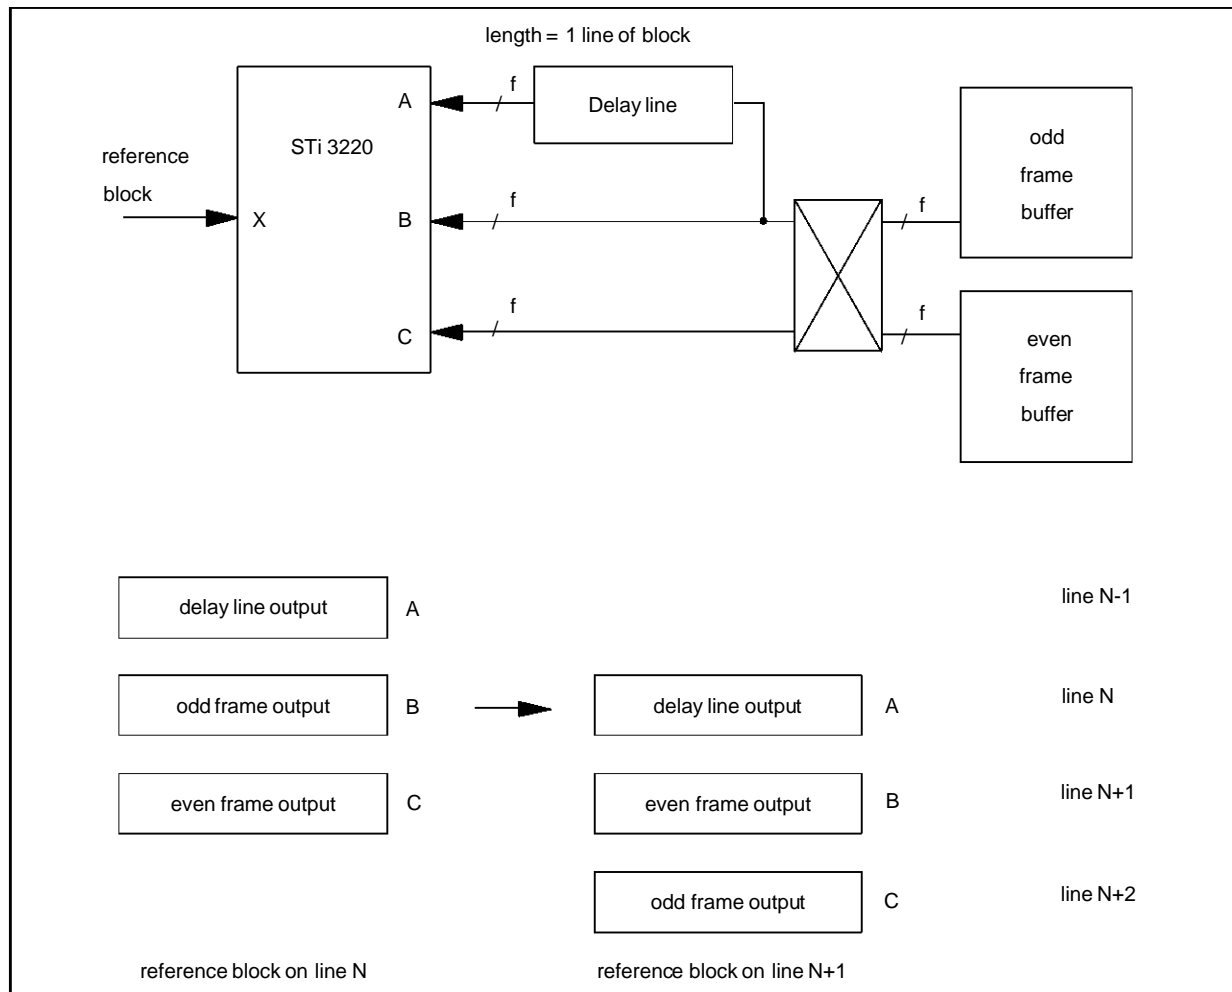 length = 1 line of block
f
A
Delay line
odd
frame
buffer
STi 3220
reference
block
X
B
f
f
C
f
f
even
frame
buffer
delay line output
A
line N-1
odd frame output
B
delay line output
A
line N
even frame output
C
even frame output
B
line N+1
odd frame output
C
line N+2
reference block on line N
reference block on line N+1